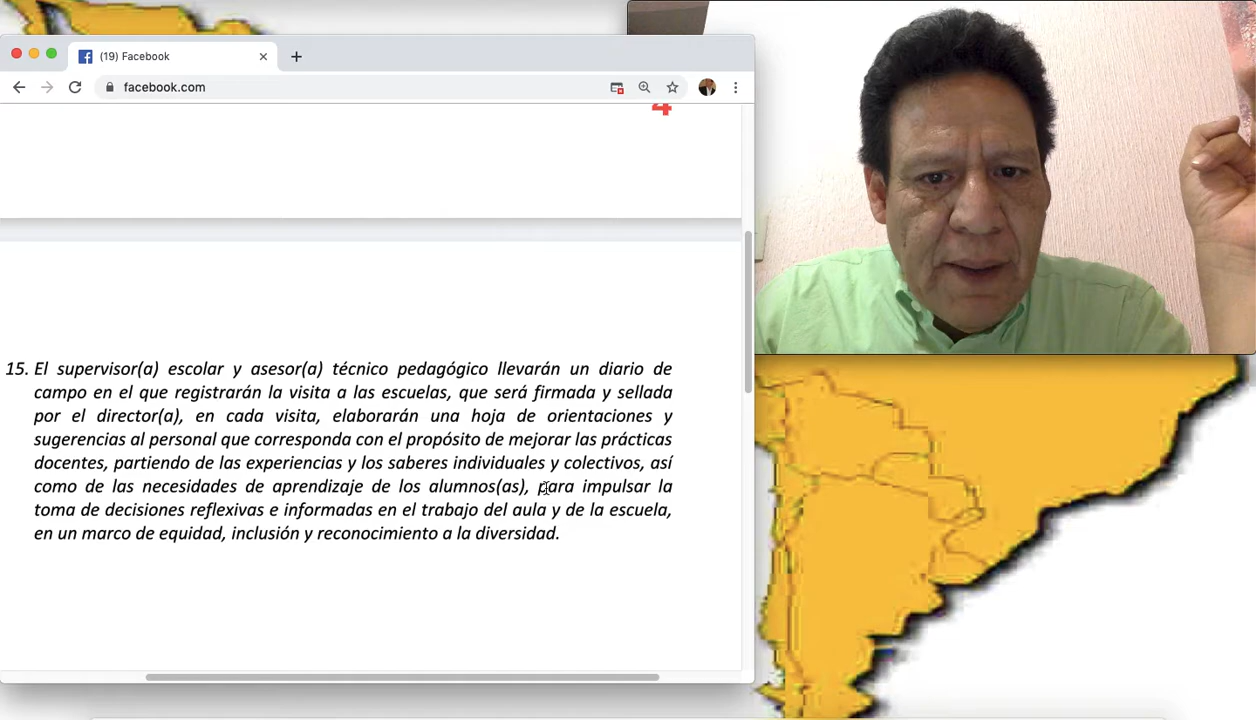 (19) Facebook
facebook.com
4
15. El supervisor(a) escolar y asesor(a) técnico pedagógico llevarán un diario de
campo en el que registrarán la visita a las escuelas, que será firmada y sellada
por el director(a), en cada visita, elaborarán una hoja de orientaciones y
sugerencias al personal que corresponda con el propósito de mejorar las prácticas
docentes, partiendo de las experiencias y los saberes individuales y colectivos, así
como de las necesidades de aprendizaje de los alumnos(as), para impulsar la
toma de decisiones reflexivas e informadas en el trabajo del aula y de la escuela,
en un marco de equidad, inclusión y reconocimiento a la diversidad.